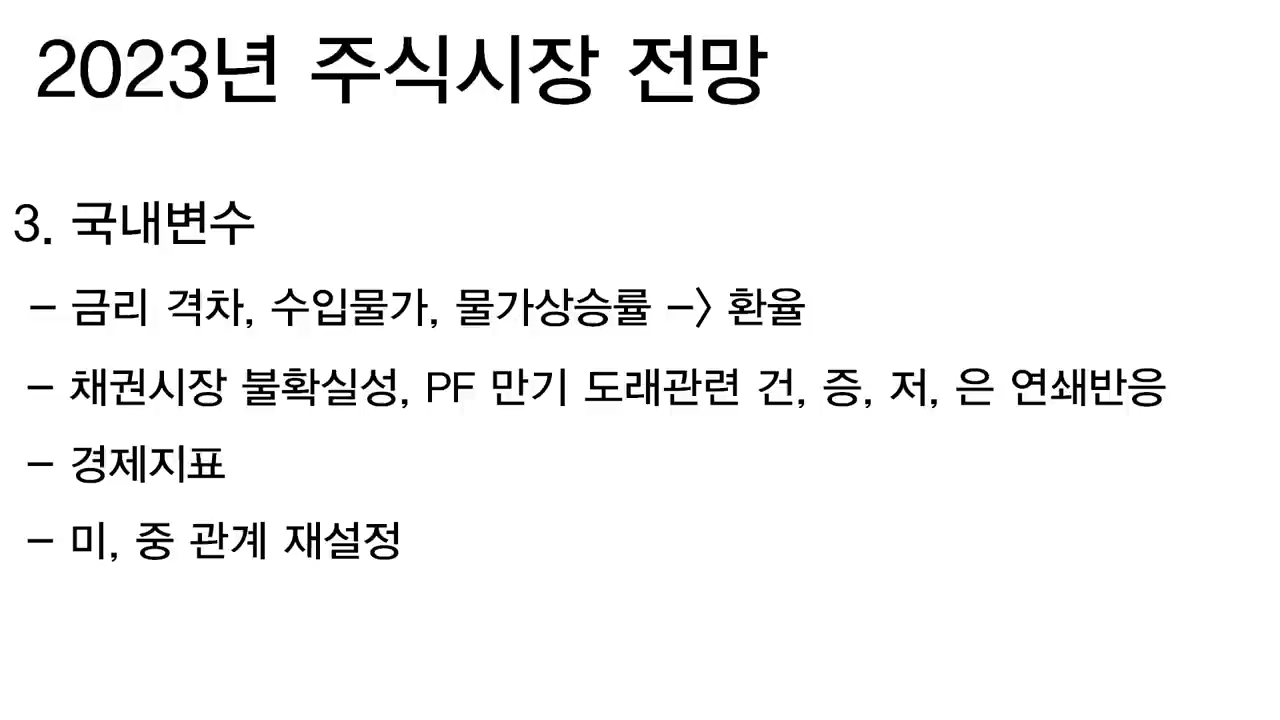 2023년 주식시장 전망
3. 국내변수
- 금리 격차, 수입물가, 물가상승률 -> 환율
- 채권시장 불확실성, PF 만기 도래관련 건, 증, 저, 은 연쇄반응
- 경제지표
- 미, 중 관계 재설정